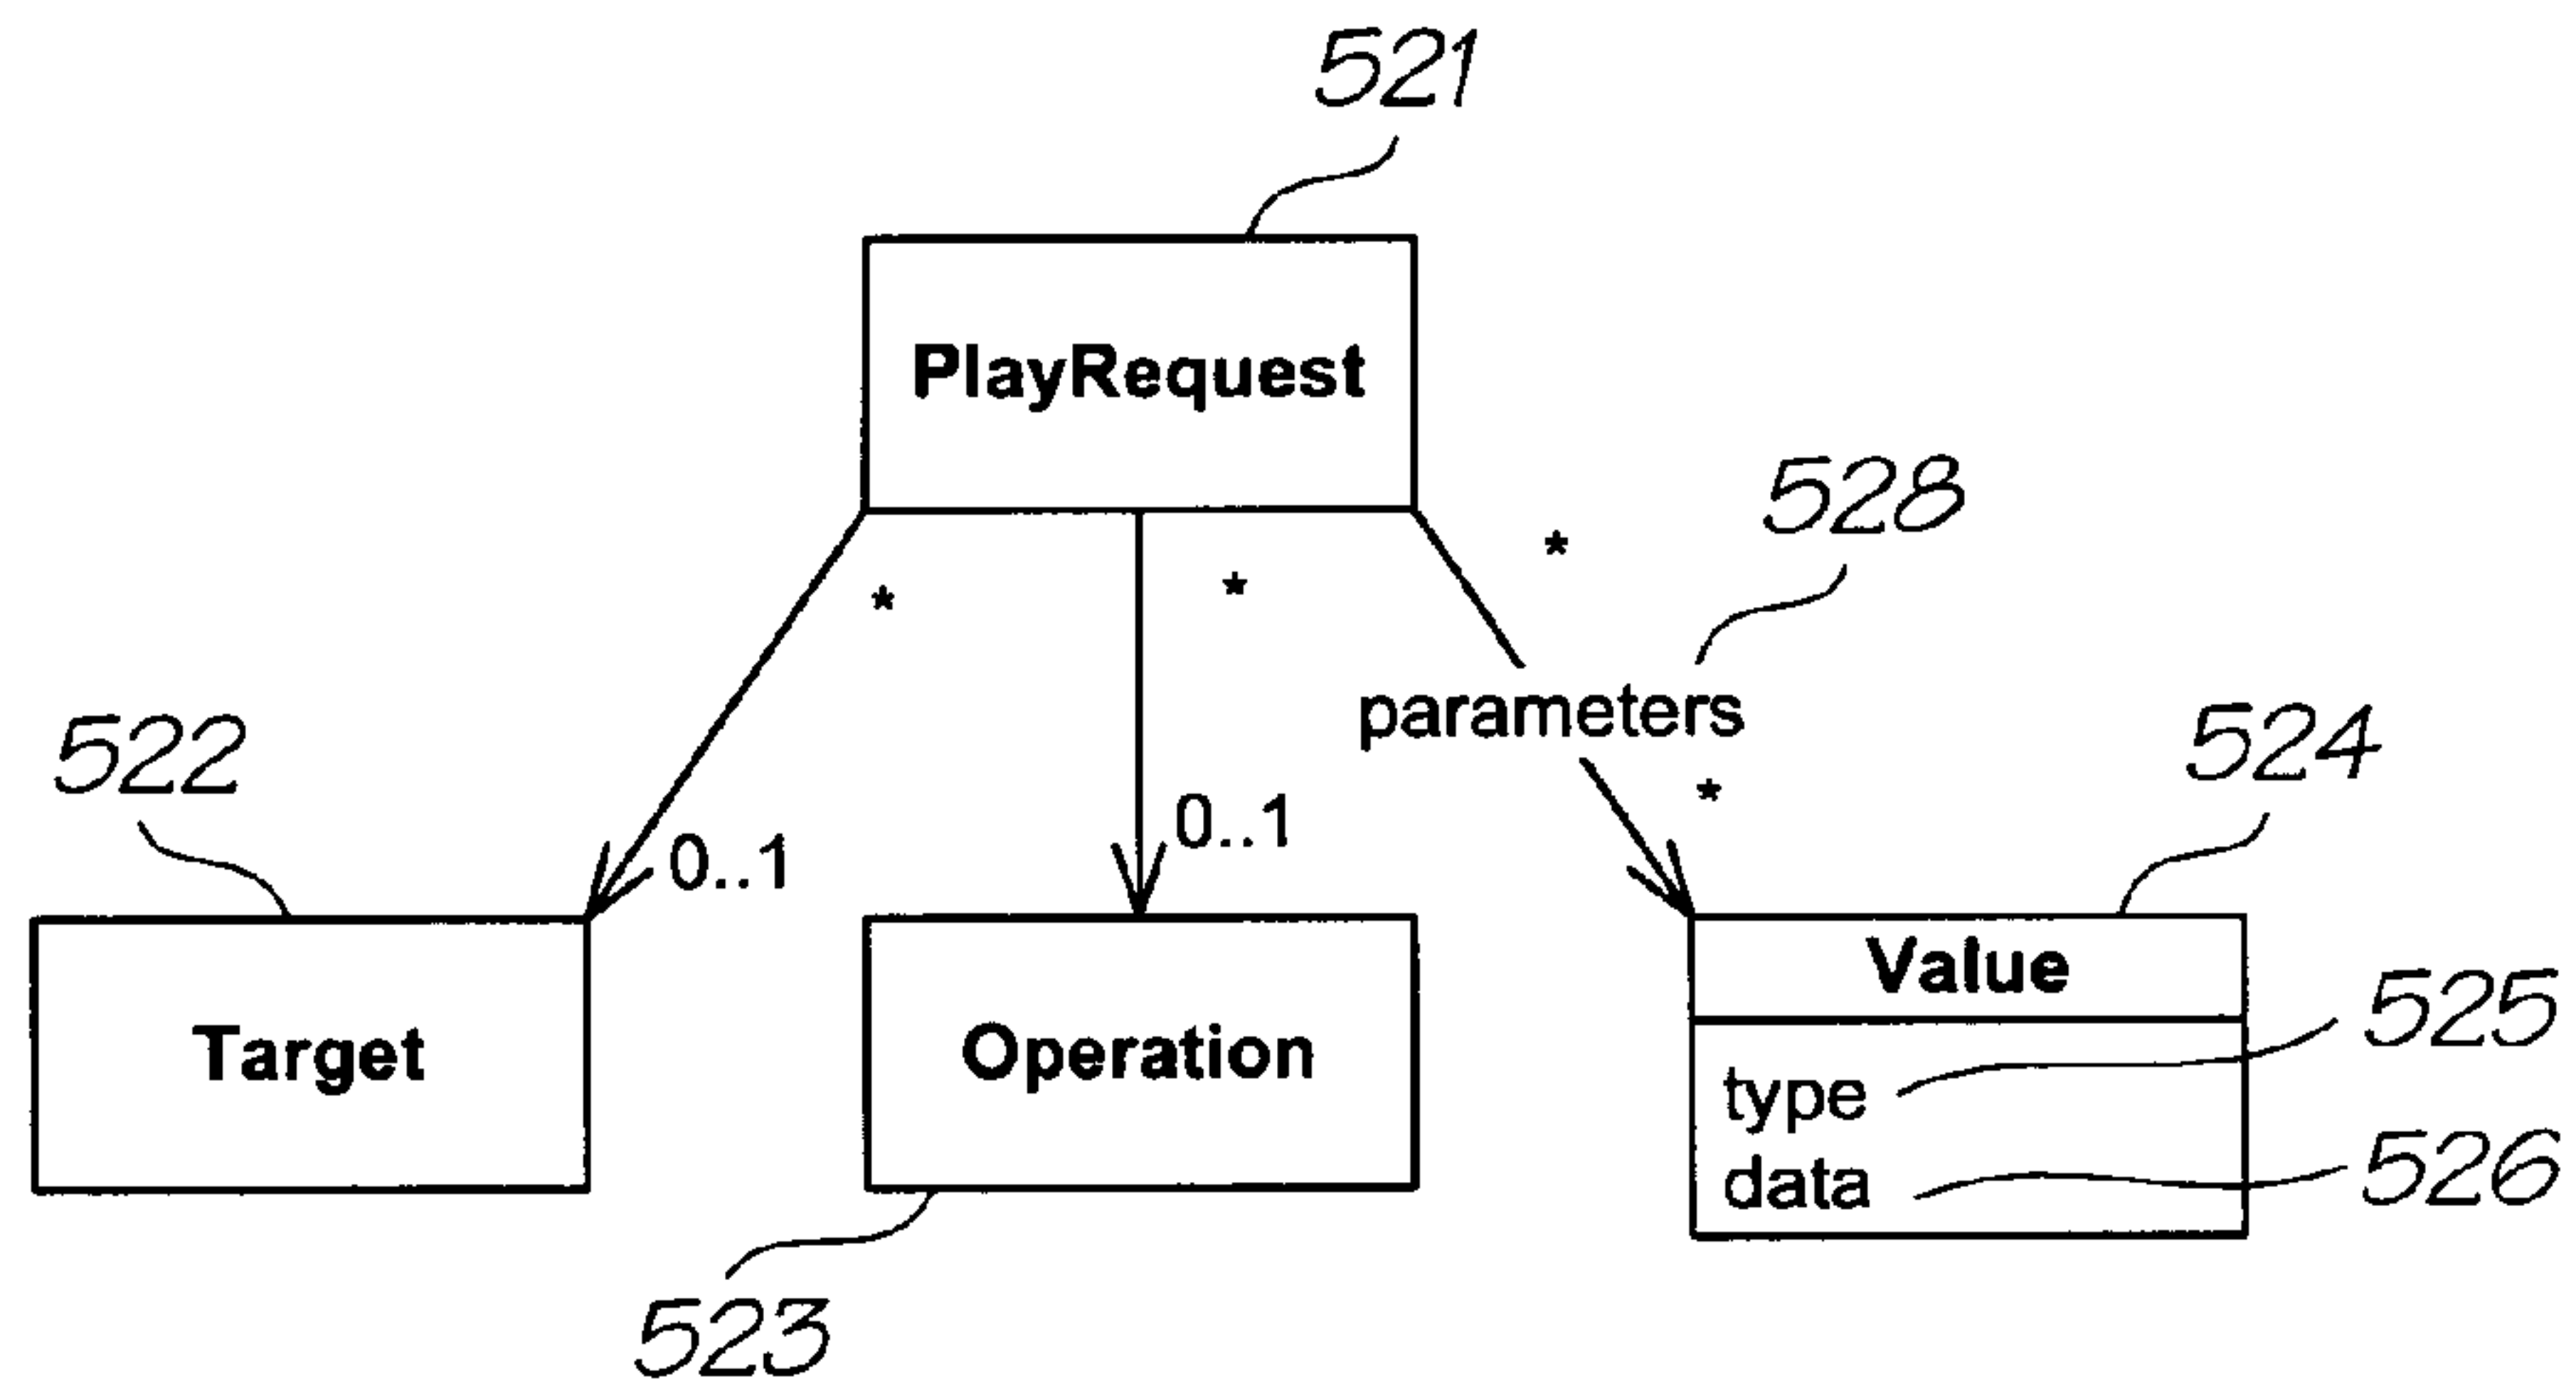 521
PlayRequest
528
*
*
*
parameters
522
524
*
0..1
0..1
Value
Target
Operation
type
525
data
526
523